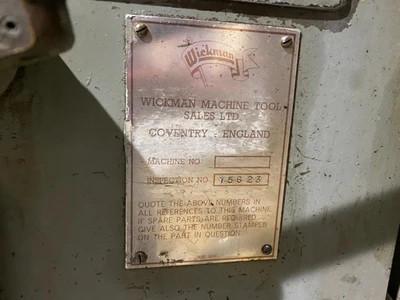 Wickman
WICKMAN MACHINE TOOL
SALES LTD.
COVENTRY . ENGLAND
MACHINE NO
INSPECTION NO 15623
QUOTE THE ABOVE NUMBERS IN
ALL REFERENCES TO THIS MACHINE
IF SPARE PARTS ARE REQUIRED
GIVE ALSO THE NUMBER STAMPED
ON THE PART IN QUESTION